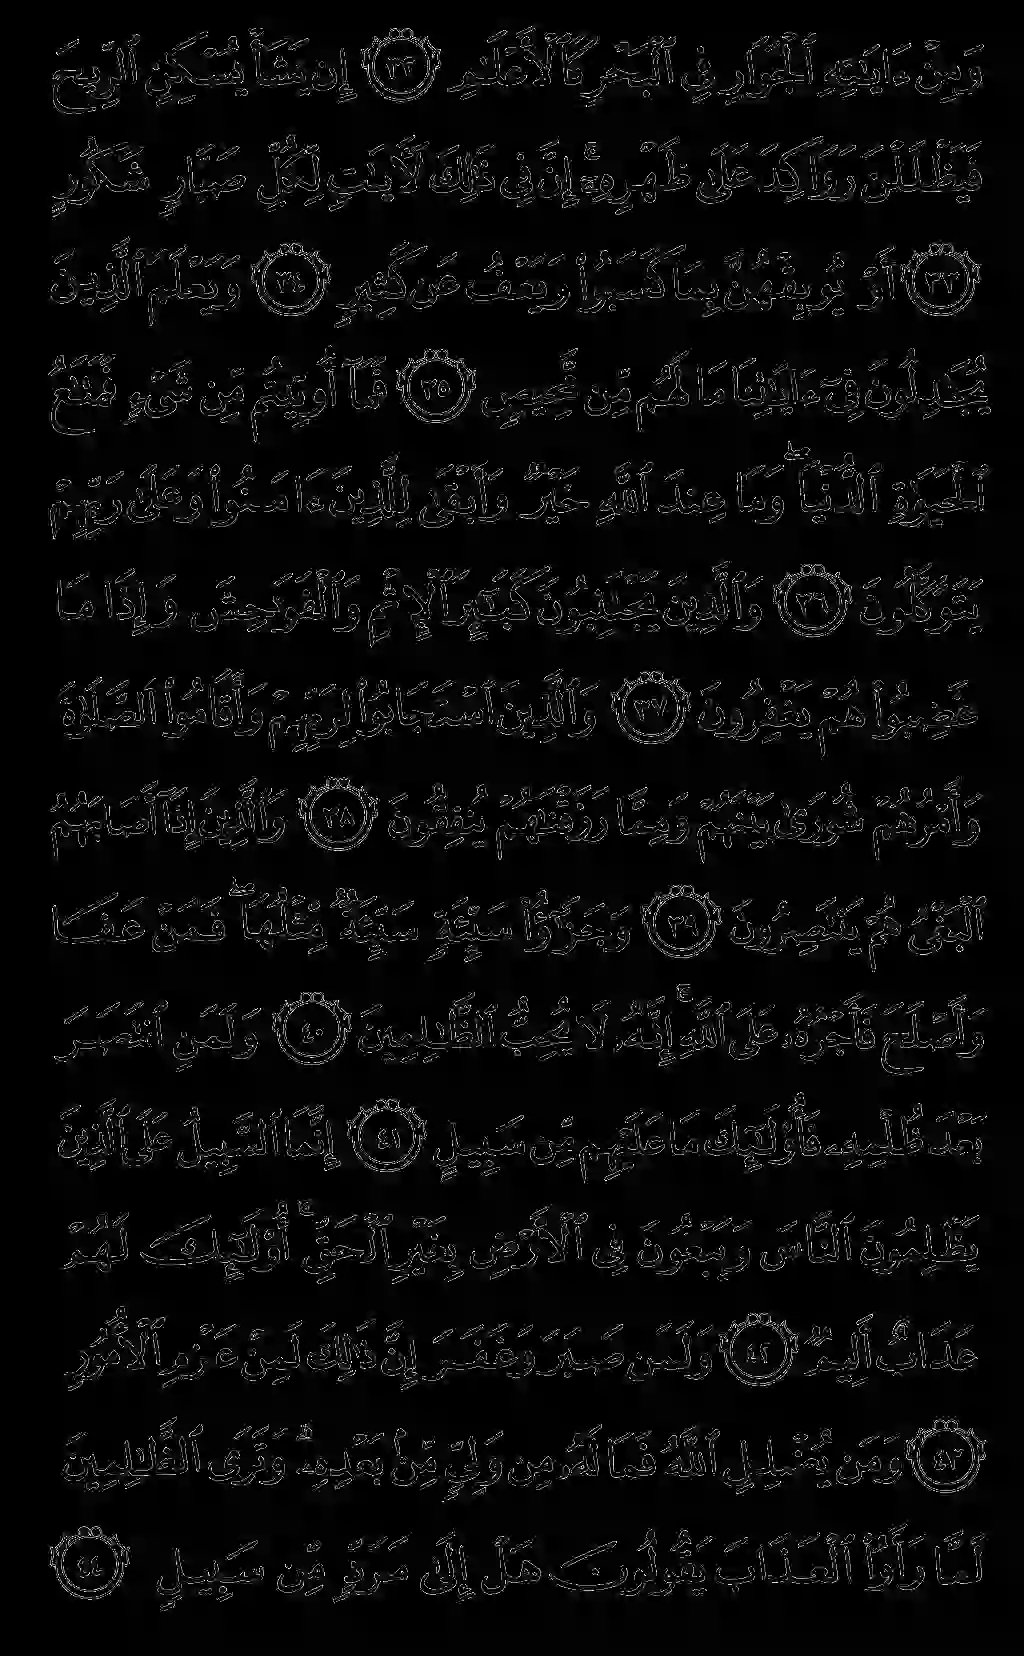 وَمِنْ ءَايَٰتِهِ ٱلْجَوَارِ فِى ٱلْبَحْرِ كَٱلْأَعْلَٰمِ ٣٢ إِن يَشَأْ يُسْكِنِ ٱلرِّيحَ
فَيَظْلَلْنَ رَوَاكِدَ عَلَىٰ ظَهْرِهِۦٓ ۚ إِنَّ فِى ذَٰلِكَ لَءَايَٰتٍ لِّكُلِّ صَبَّارٍ شَكُورٍ
٣٣ أَوْ يُوبِقْهُنَّ بِمَا كَسَبُوا۟ وَيَعْفُ عَن كَثِيرٍ ٣٤ وَيَعْلَمَ ٱلَّذِينَ
يُجَٰدِلُونَ فِىٓ ءَايَٰتِنَا مَا لَهُم مِّن مَّحِيصٍ ٣٥ فَمَآ أُوتِيتُم مِّن شَىْءٍ فَمَتَٰعُ
ٱلْحَيَوٰةِ ٱلدُّنْيَا ۖ وَمَا عِندَ ٱللَّهِ خَيْرٌ وَأَبْقَىٰ لِلَّذِينَ ءَامَنُوا۟ وَعَلَىٰ رَبِّهِمْ
يَتَوَكَّلُونَ ٣٦ وَٱلَّذِينَ يَجْتَنِبُونَ كَبَٰٓئِرَ ٱلْإِثْمِ وَٱلْفَوَٰحِشَ وَإِذَا مَا
غَضِبُوا۟ هُمْ يَغْفِرُونَ ٣٧ وَٱلَّذِينَ ٱسْتَجَابُوا۟ لِرَبِّهِمْ وَأَقَامُوا۟ ٱلصَّلَوٰةَ
وَأَمْرُهُمْ شُورَىٰ بَيْنَهُمْ وَمِمَّا رَزَقْنَٰهُمْ يُنفِقُونَ ٣٨ وَٱلَّذِينَ إِذَآ أَصَابَهُمُ
ٱلْبَغْىُ هُمْ يَنتَصِرُونَ ٣٩ وَجَزَٰٓؤُا۟ سَيِّئَةٍ سَيِّئَةٌ مِّثْلُهَا ۖ فَمَنْ عَفَا
وَأَصْلَحَ فَأَجْرُهُۥ عَلَى ٱللَّهِ ۚ إِنَّهُۥ لَا يُحِبُّ ٱلظَّٰلِمِينَ ٤٠ وَلَمَنِ ٱنتَصَرَ
بَعْدَ ظُلْمِهِۦ فَأُو۟لَٰٓئِكَ مَا عَلَيْهِم مِّن سَبِيلٍ ٤١ إِنَّمَا ٱلسَّبِيلُ عَلَى ٱلَّذِينَ
يَظْلِمُونَ ٱلنَّاسَ وَيَبْغُونَ فِى ٱلْأَرْضِ بِغَيْرِ ٱلْحَقِّ ۚ أُو۟لَٰٓئِكَ لَهُمْ
عَذَابٌ أَلِيمٌ ٤٢ وَلَمَن صَبَرَ وَغَفَرَ إِنَّ ذَٰلِكَ لَمِنْ عَزْمِ ٱلْأُمُورِ
٤٣ وَمَن يُضْلِلِ ٱللَّهُ فَمَا لَهُۥ مِن وَلِىٍّ مِّنۢ بَعْدِهِۦ ۗ وَتَرَى ٱلظَّٰلِمِينَ
لَمَّا رَأَوُا۟ ٱلْعَذَابَ يَقُولُونَ هَلْ إِلَىٰ مَرَدٍّ مِّن سَبِيلٍ ٤٤